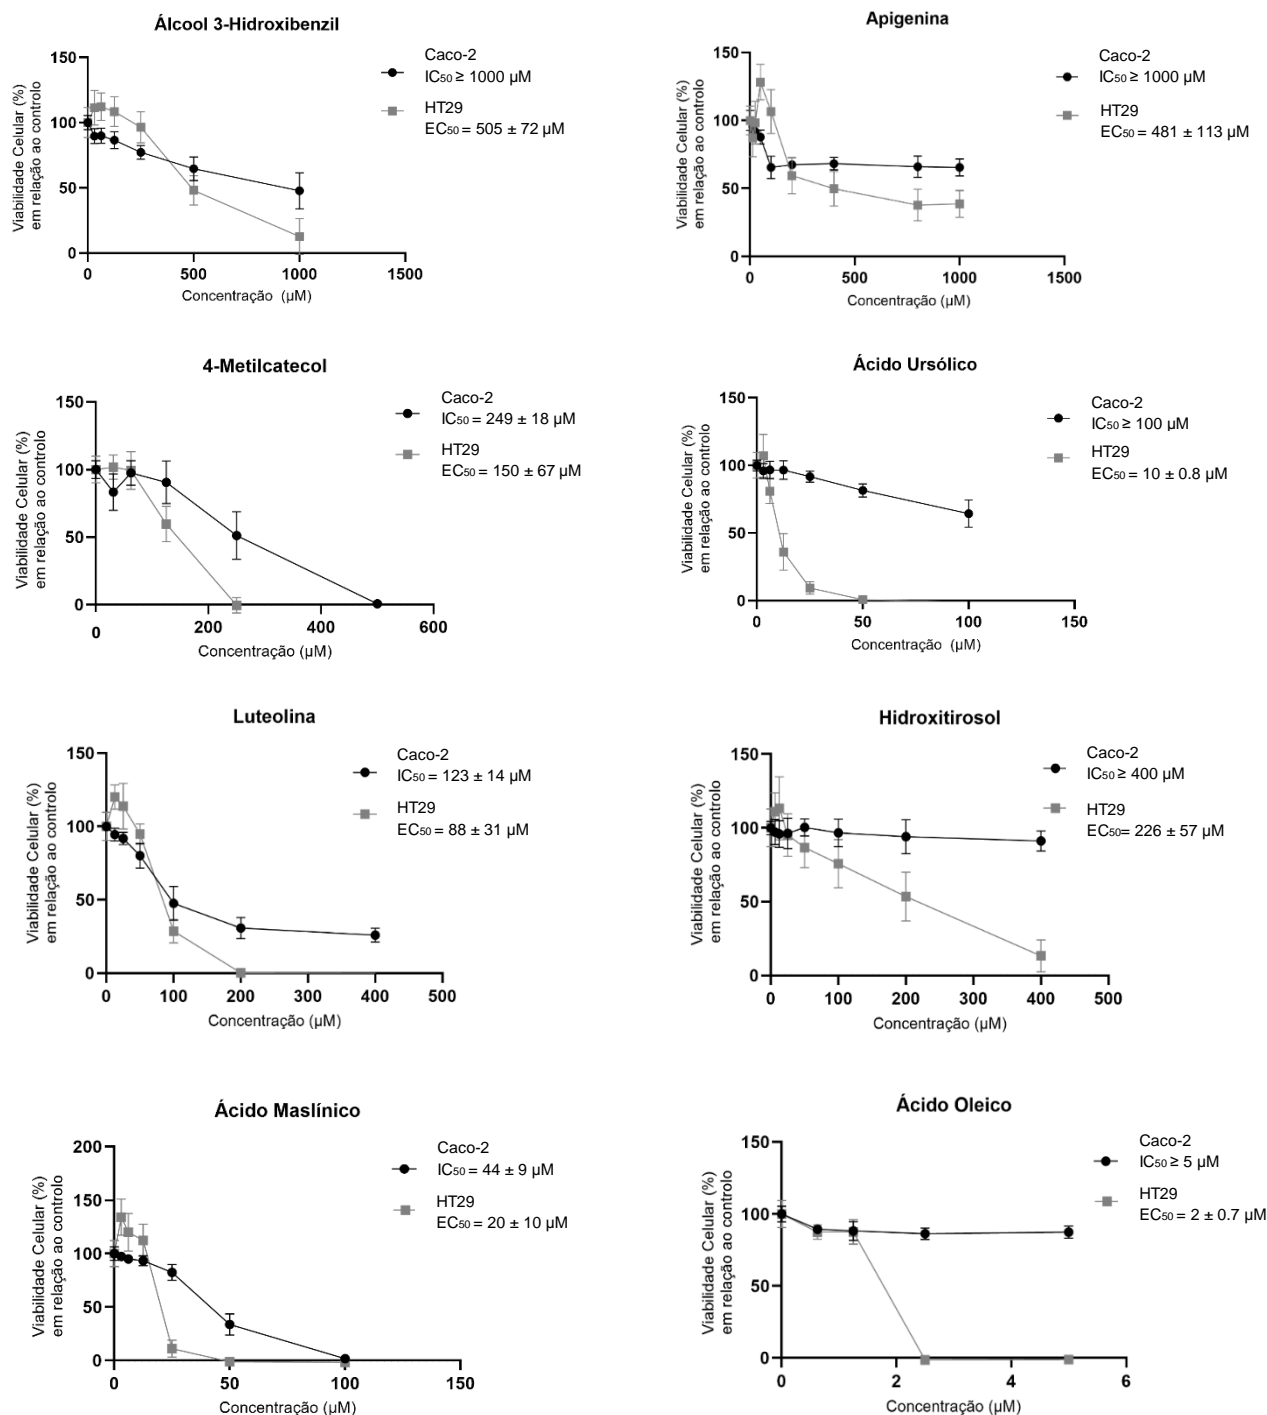 Álcool 3-Hidroxibenzil
Viabilidade Celular (%)
em relação ao controlo
150
100
50
0
0 500 1000 1500
Concentração (µM)
Caco-2
IC50 ≥ 1000 µM
HT29
EC50 = 505 ± 72 µM
Apigenina
Viabilidade Celular (%)
em relação ao controlo
150
100
50
0
0 500 1000 1500
Concentração (µM)
Caco-2
IC50 ≥ 1000 µM
HT29
EC50 = 481 ± 113 µM
4-Metilcatecol
Viabilidade Celular (%)
em relação ao controlo
150
100
50
0
0 200 400 600
Concentração (µM)
Caco-2
IC50 = 249 ± 18 µM
HT29
EC50 = 150 ± 67 µM
Ácido Ursólico
Viabilidade Celular (%)
em relação ao controlo
150
100
50
0
0 50 100 150
Concentração (µM)
Caco-2
IC50 ≥ 100 µM
HT29
EC50 = 10 ± 0.8 µM
Luteolina
Viabilidade Celular (%)
em relação ao controlo
150
100
50
0
0 100 200 300 400 500
Concentração (µM)
Caco-2
IC50 = 123 ± 14 µM
HT29
EC50 = 88 ± 31 µM
Hidroxitirosol
Viabilidade Celular (%)
em relação ao controlo
150
100
50
0
0 100 200 300 400 500
Concentração (µM)
Caco-2
IC50 ≥ 400 µM
HT29
EC50= 226 ± 57 µM
Ácido Maslínico
Viabilidade Celular (%)
em relação ao controlo
200
150
100
50
0
0 50 100 150
Concentração (µM)
Caco-2
IC50 = 44 ± 9 µM
HT29
EC50 = 20 ± 10 µM
Ácido Oleico
Viabilidade Celular (%)
em relação ao controlo
150
100
50
0
0 2 4 6
Concentração (µM)
Caco-2
IC50 ≥ 5 µM
HT29
EC50 = 2 ± 0.7 µM